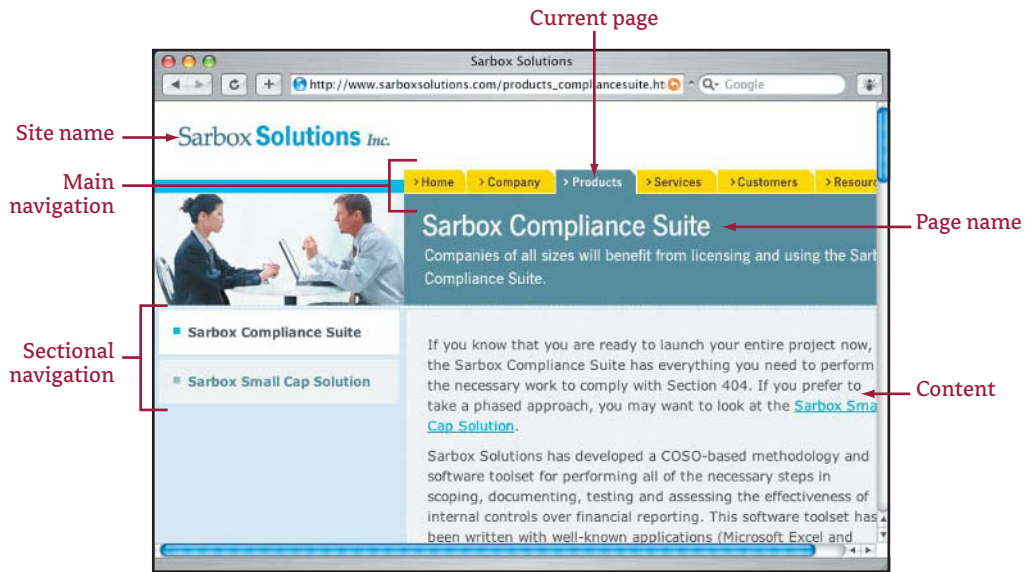 Current page
Sarbox Solutions
http://www.sarboxsolutions.com/products_compliancesuite.ht
Google
Site name
Sarbox Solutions Inc.
Main
navigation
>Home >Company >Products >Services >Customers >Resourc
Sarbox Compliance Suite
Page name
Companies of all sizes will benefit from licensing and using the Sarb
Compliance Suite.
Sectional
navigation
Sarbox Compliance Suite
Sarbox Small Cap Solution
If you know that you are ready to launch your entire project now,
the Sarbox Compliance Suite has everything you need to perform
the necessary work to comply with Section 404. If you prefer to
take a phased approach, you may want to look at the Sarbox Sma
Cap Solution.
Content
Sarbox Solutions has developed a COSO-based methodology and
software toolset for performing all of the necessary steps in
scoping, documenting, testing and assessing the effectiveness of
internal controls over financial reporting. This software toolset has
been written with well-known applications (Microsoft Excel and